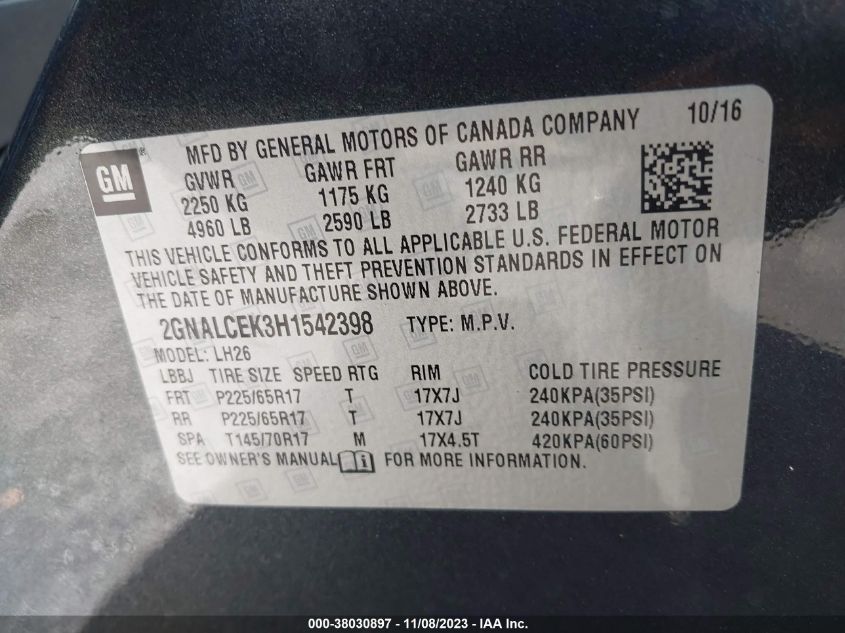 MFD BY GENERAL MOTORS OF CANADA COMPANY 10/16
GM
GVWR GAWR FRT GAWR RR
2250 KG 1175 KG 1240 KG
4960 LB 2590 LB 2733 LB
THIS VEHICLE CONFORMS TO ALL APPLICABLE U.S. FEDERAL MOTOR
VEHICLE SAFETY AND THEFT PREVENTION STANDARDS IN EFFECT ON
THE DATE OF MANUFACTURE SHOWN ABOVE.
2GNALCEK3H1542398 TYPE: M.P.V.
MODEL: LH26
LBBJ TIRE SIZE SPEED RTG RIM COLD TIRE PRESSURE
FRT P225/65R17 T 17X7J 240KPA(35PSI)
RR P225/65R17 T 17X7J 240KPA(35PSI)
SPA T145/70R17 M 17X4.5T 420KPA(60PSI)
SEE OWNER'S MANUAL FOR MORE INFORMATION.
000-38030897 - 11/08/2023 - IAA Inc.